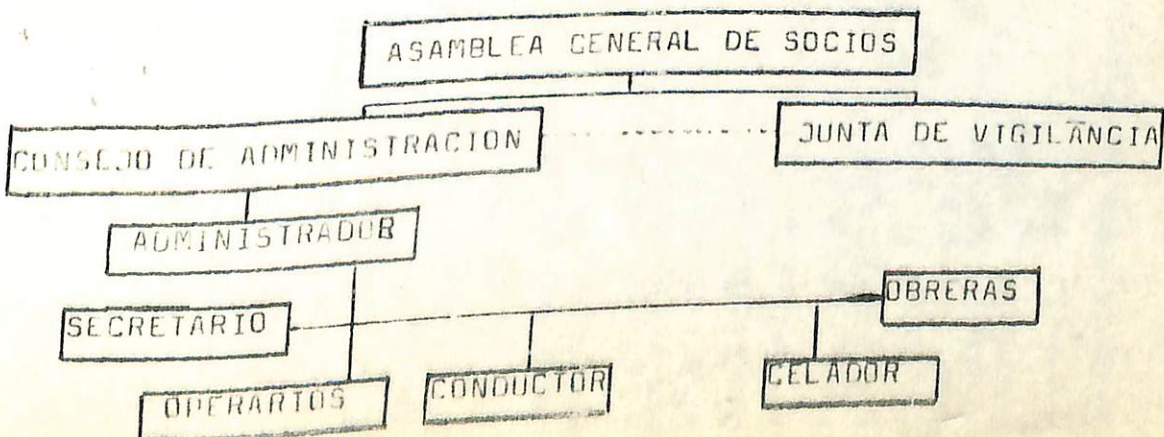 ASAMBLEA GENERAL DE SOCIOS
CONSEJO DE ADMINISTRACION
JUNTA DE VIGILANCIA
ADMINISTRADOR
SECRETARIO
OBRERAS
OPERARIOS
CONDUCTOR
CELADOR